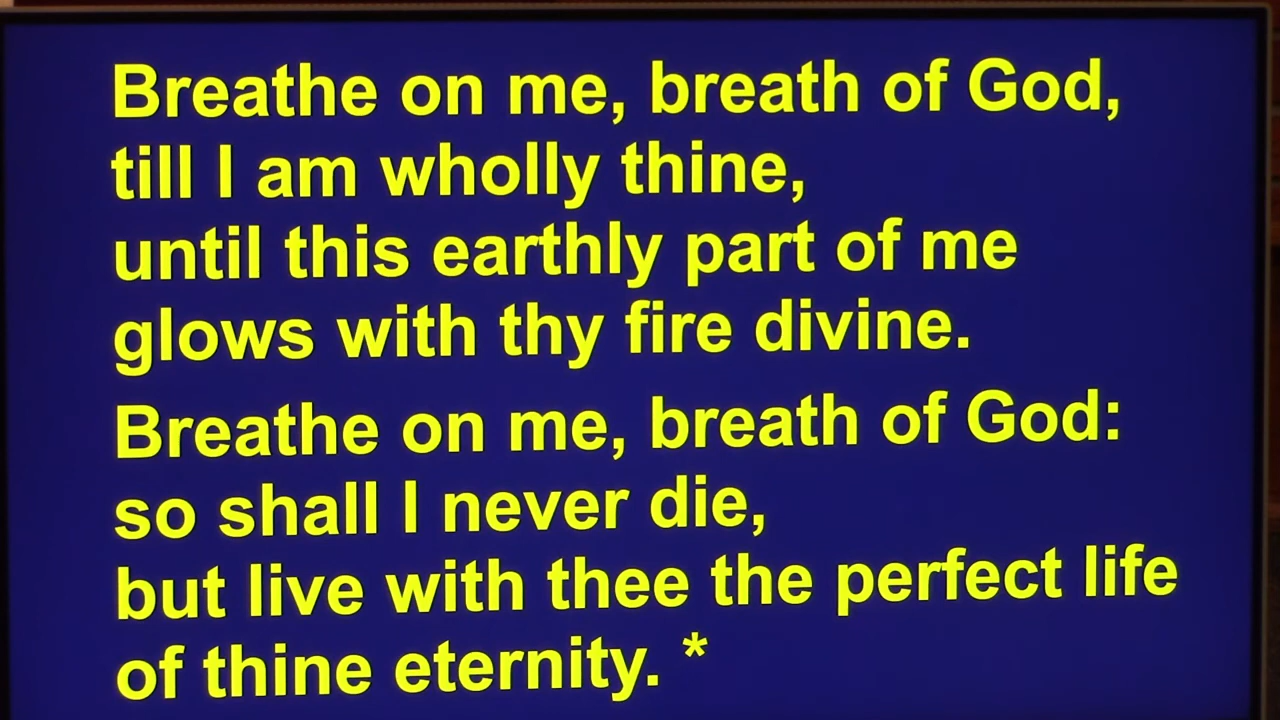 Breathe on me, breath of God,
till I am wholly thine,
until this earthly part of me
glows with thy fire divine.
Breathe on me, breath of God:
so shall I never die,
but live with thee the perfect life
of thine eternity. *